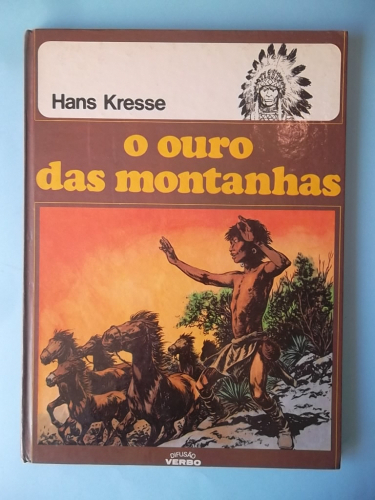 Hans Kresse
o ouro
das montanhas
DIFUSÃO
VERBO